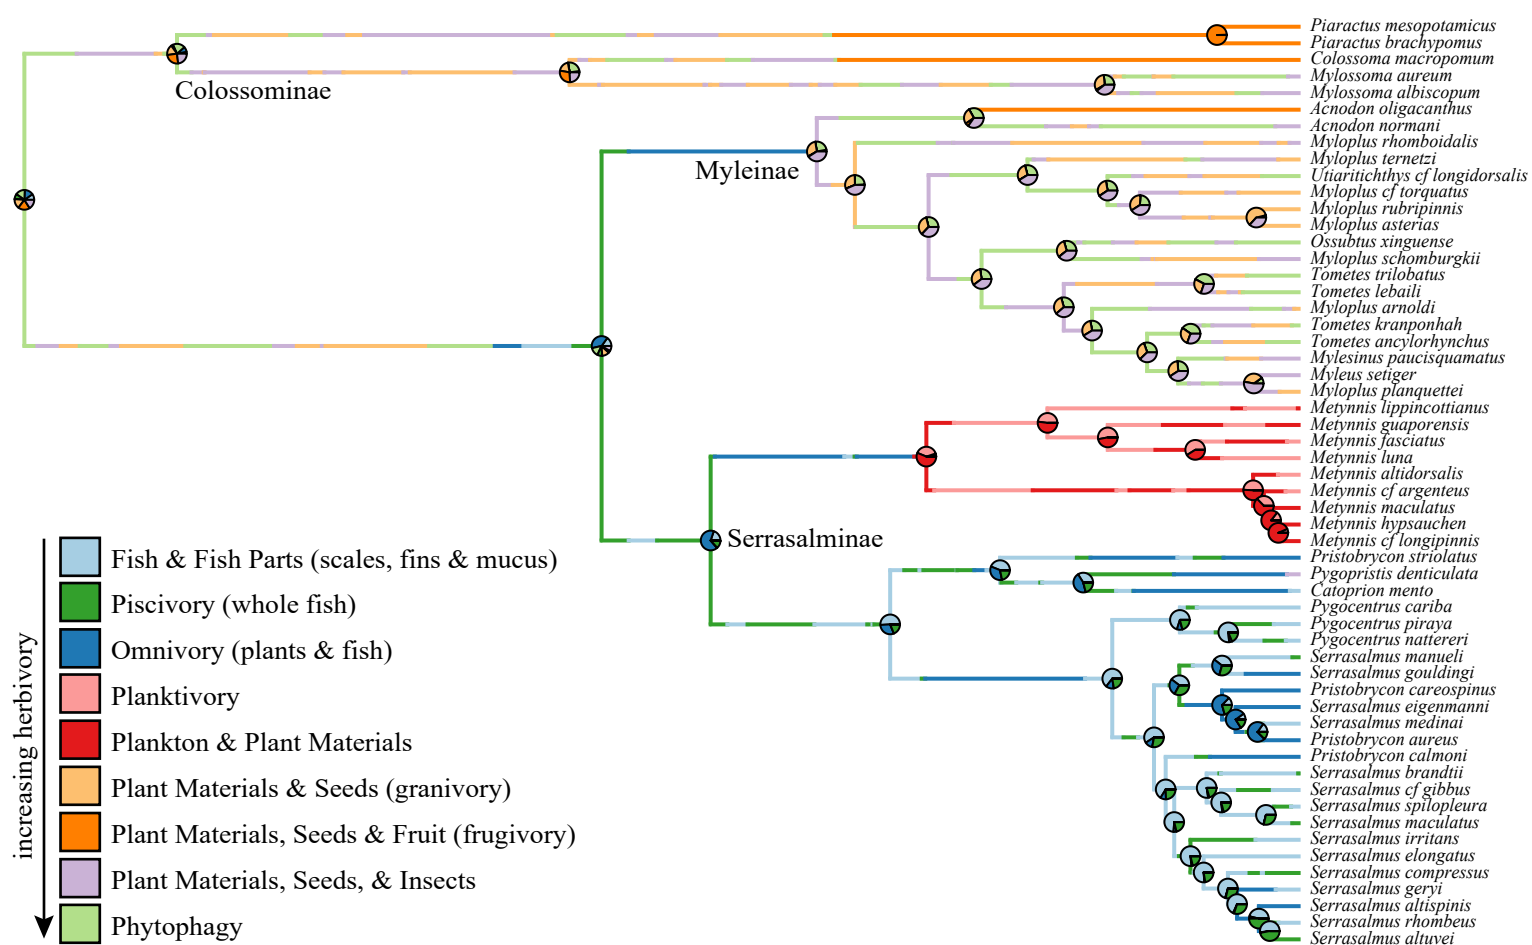 Piaractus mesopotamicus
Piaractus brachypomus
Colossoma macropomum
Mylossoma aureum
Mylossoma albiscopum
Colossominae
Acnodon oligacanthus
Acnodon normani
Myloplus rhomboidalis
Myleinae
Myloplus ternetzi
Utiaritichthys cf longidorsalis
Myloplus cf torquatus
Myloplus rubripinnis
Myloplus asterias
Ossubtus xinguense
Myloplus schomburgkii
Tometes trilobatus
Tometes lebaili
Myloplus arnoldi
Tometes kranponhah
Tometes ancylorhynchus
Mylesinus paucisquamatus
Myleus setiger
Myloplus planquettei
Metynnis lippincottianus
Metynnis guaporensis
Metynnis fasciatus
Metynnis luna
Metynnis altidorsalis
Metynnis cf argenteus
Metynnis maculatus
Metynnis hypsauchen
Metynnis cf longipinnis
Serrasalminae
Pristobrycon striolatus
Pygopristis denticulata
Catoprion mento
Pygocentrus cariba
Pygocentrus piraya
Pygocentrus nattereri
Serrasalmus manueli
Serrasalmus gouldingi
Pristobrycon careospinus
Serrasalmus eigenmanni
Serrasalmus medinai
Pristobrycon aureus
Pristobrycon calmoni
Serrasalmus brandtii
Serrasalmus cf gibbus
Serrasalmus spilopleura
Serrasalmus maculatus
Serrasalmus irritans
Serrasalmus elongatus
Serrasalmus compressus
Serrasalmus geryi
Serrasalmus altispinis
Serrasalmus rhombeus
Serrasalmus altuvei
increasing herbivory
Fish & Fish Parts (scales, fins & mucus)
Piscivory (whole fish)
Omnivory (plants & fish)
Planktivory
Plankton & Plant Materials
Plant Materials & Seeds (granivory)
Plant Materials, Seeds & Fruit (frugivory)
Plant Materials, Seeds, & Insects
Phytophagy